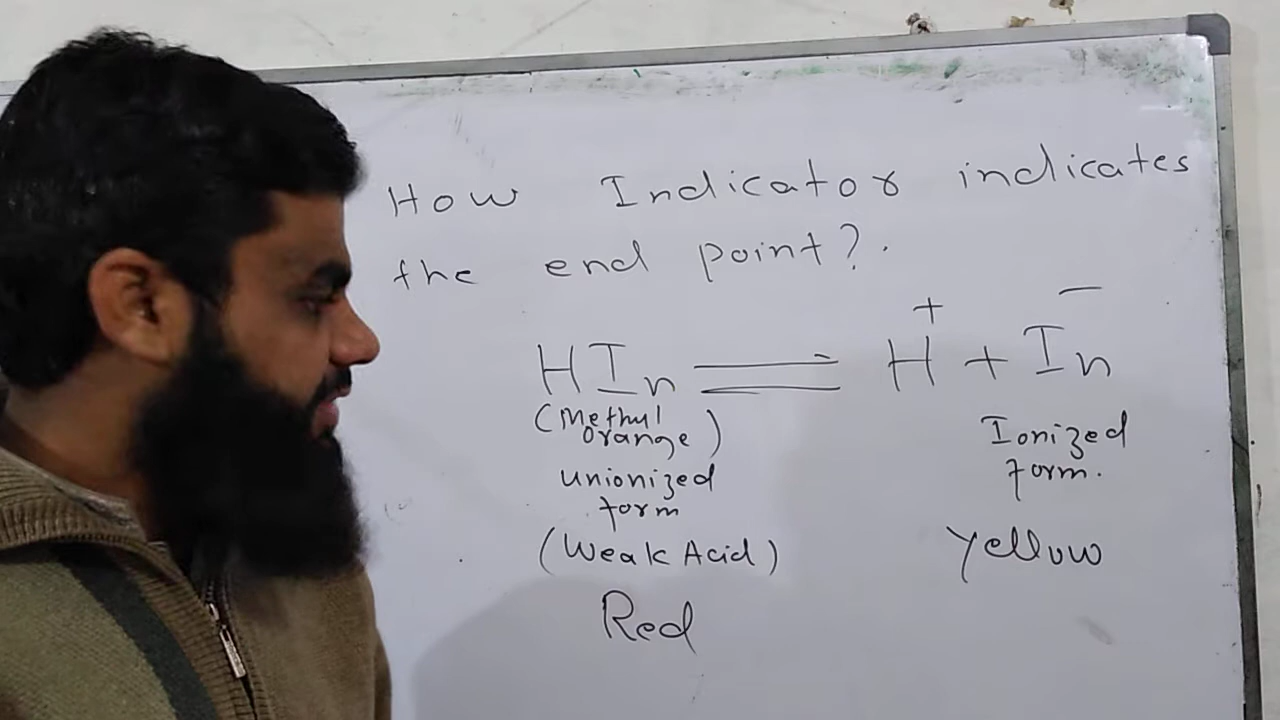 How Indicator indicates
the end point?.
HIn ⇌ H⁺ + In⁻
(Methyl
Orange)
unionized
form
(Weak Acid)
Red
Ionized
form.
Yellow